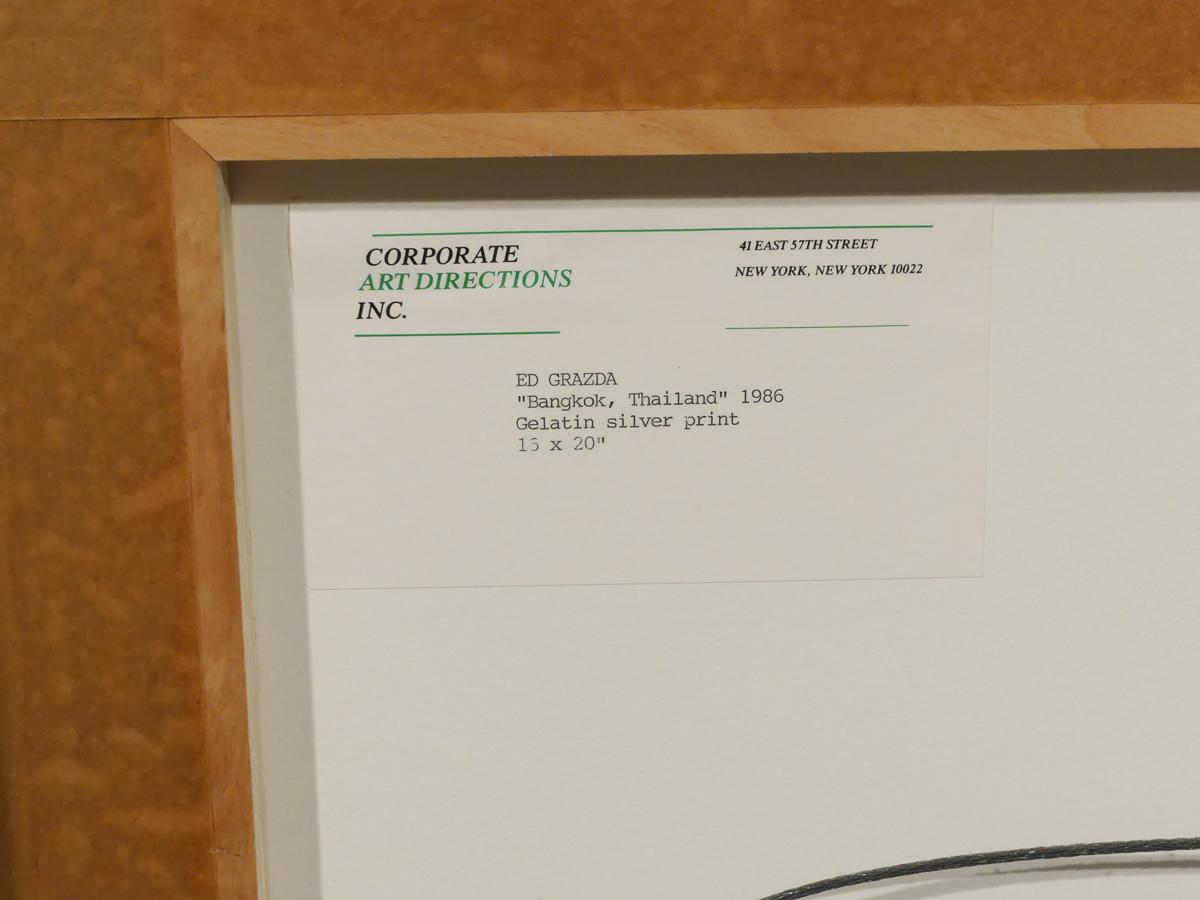 CORPORATE
ART DIRECTIONS
INC.
41 EAST 57TH STREET
NEW YORK, NEW YORK 10022
ED GRAZDA
"Bangkok, Thailand" 1986
Gelatin silver print
x 20"